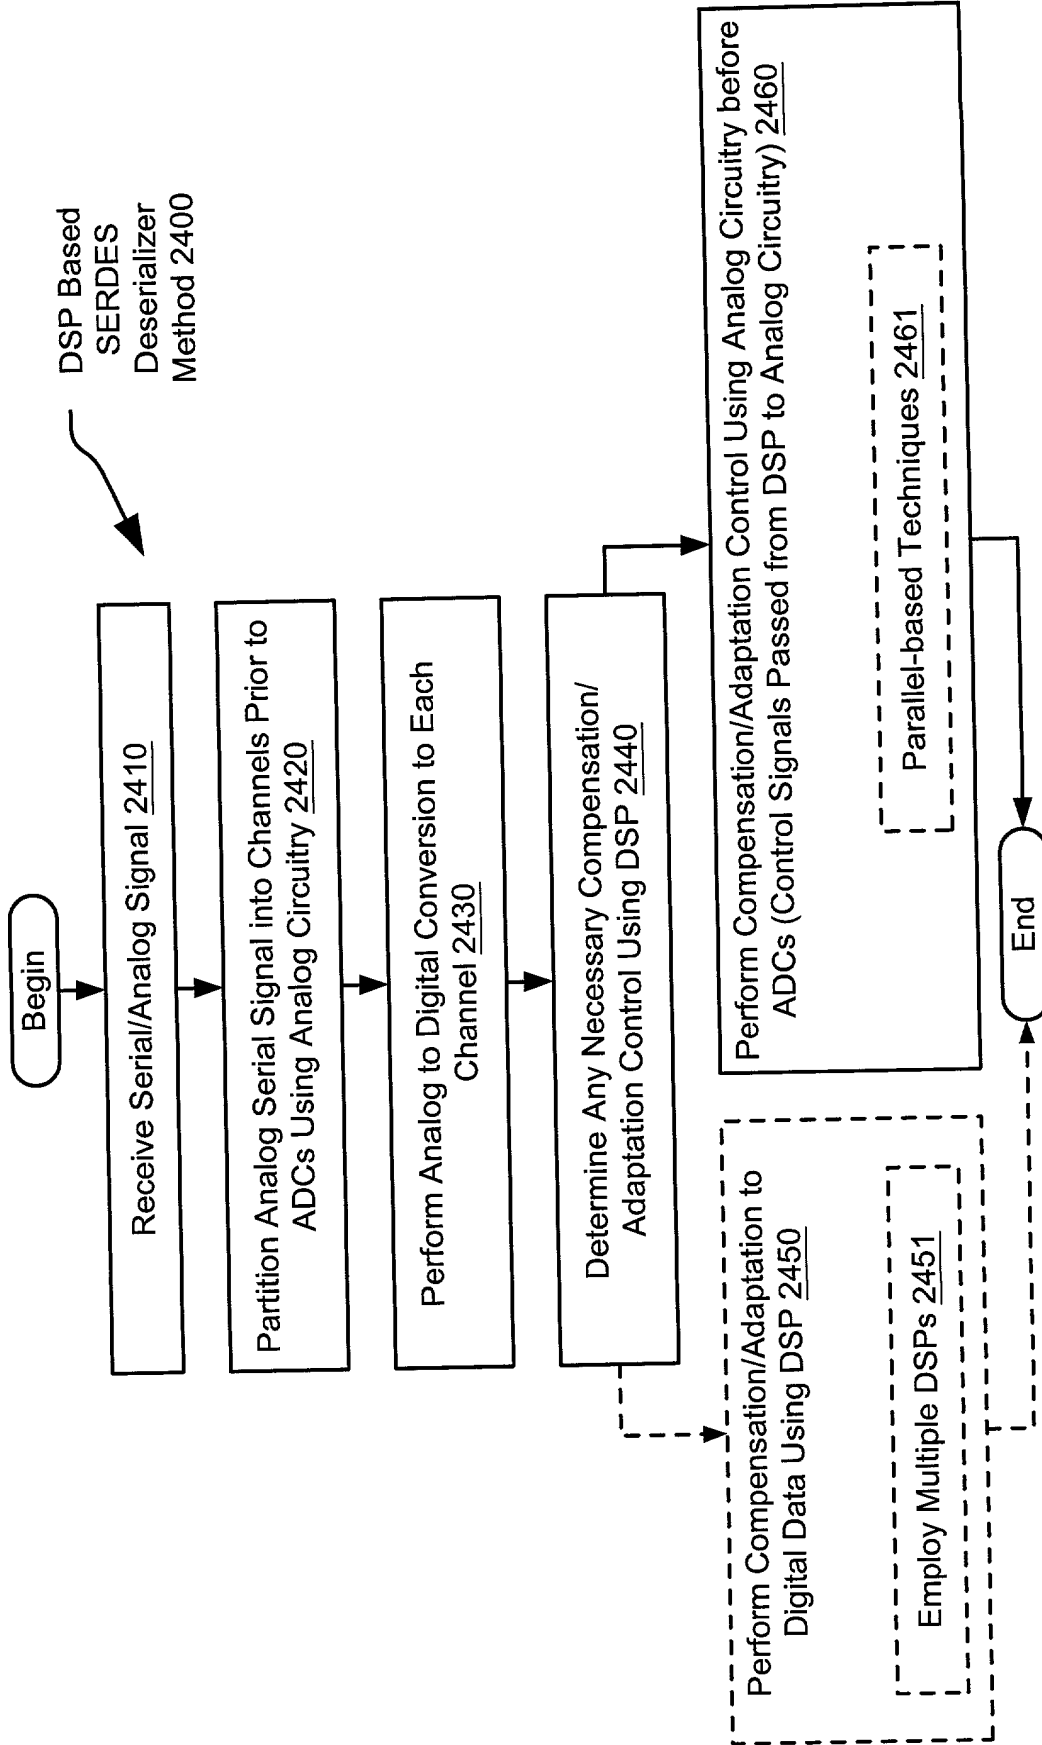 DSP Based
SERDES
Deserializer
Method 2400
Begin
Receive Serial/Analog Signal 2410
Partition Analog Serial Signal into Channels Prior to
ADCs Using Analog Circuitry 2420
Perform Analog to Digital Conversion to Each
Channel 2430
Determine Any Necessary Compensation/
Adaptation Control Using DSP 2440
Perform Compensation/Adaptation to
Digital Data Using DSP 2450
Employ Multiple DSPs 2451
Perform Compensation/Adaptation Control Using Analog Circuitry before
ADCs (Control Signals Passed from DSP to Analog Circuitry) 2460
Parallel-based Techniques 2461
End